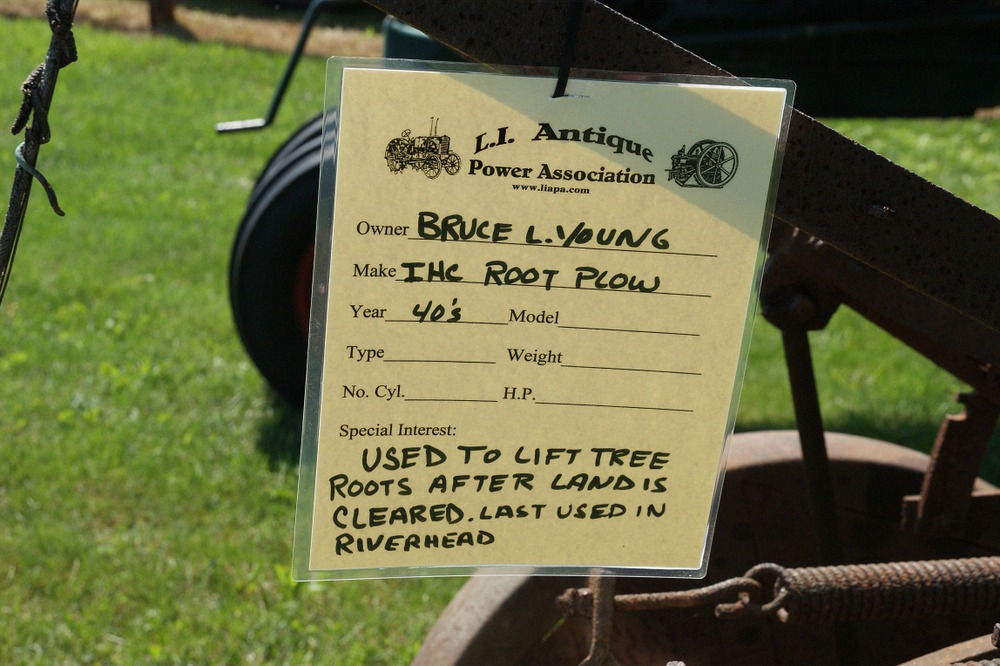 L.I. Antique
Power Association
www.liapa.com
Owner BRUCE L. YOUNG
Make IHC ROOT PLOW
Year 40's Model
Type Weight
No. Cyl. H.P.
Special Interest:
USED TO LIFT TREE
ROOTS AFTER LAND IS
CLEARED. LAST USED IN
RIVERHEAD